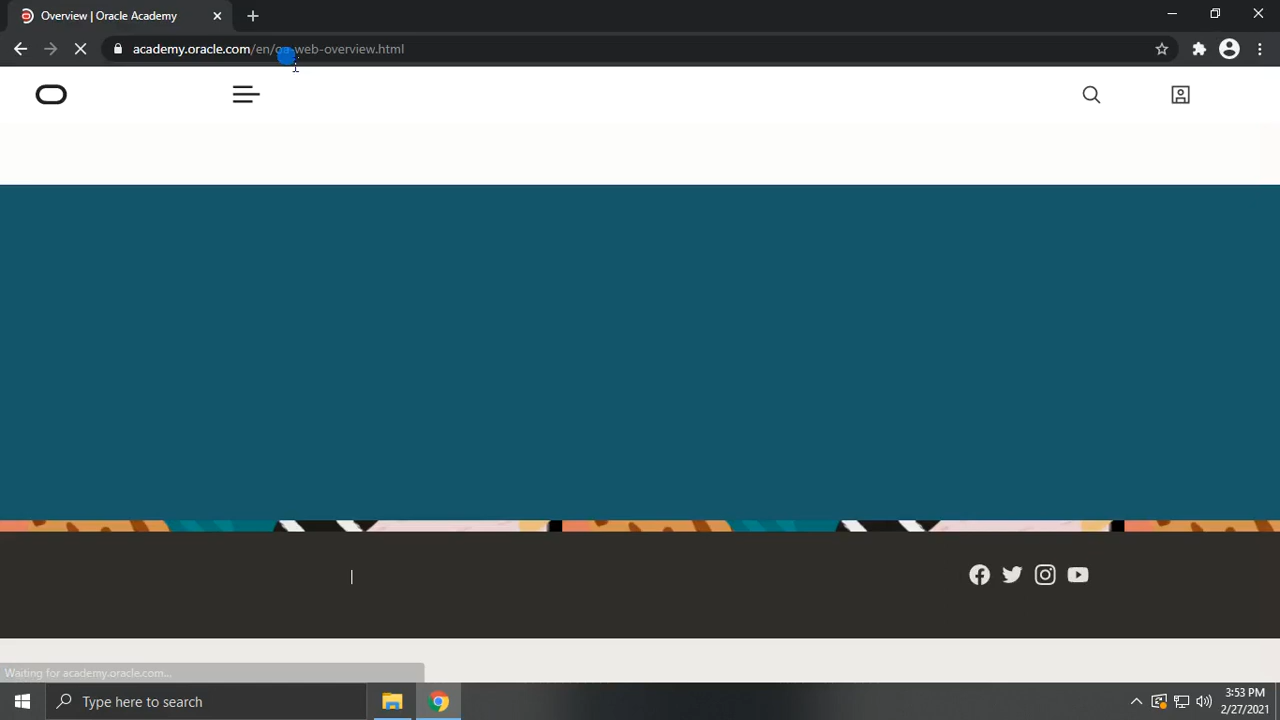 Overview | Oracle Academy
academy.oracle.com/en/oa-web-overview.html
Waiting for academy.oracle.com...
Type here to search
3:53 PM
2/27/2021